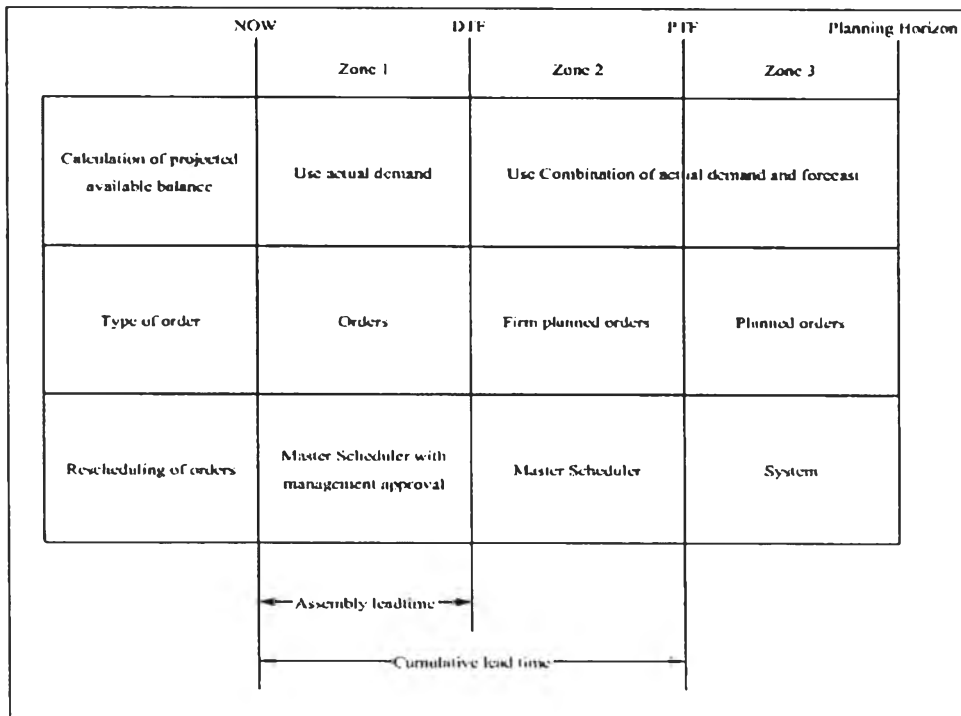 NOW DTF PTF Planning Horizon
Zone 1 Zone 2 Zone 3
Calculation of projected
available balance
Use actual demand
Use Combination of actual demand and forecast
Type of order
Orders
Firm planned orders
Planned orders
Rescheduling of orders
Master Scheduler with
management approval
Master Scheduler
System
Assembly leadtime
Cumulative lead time